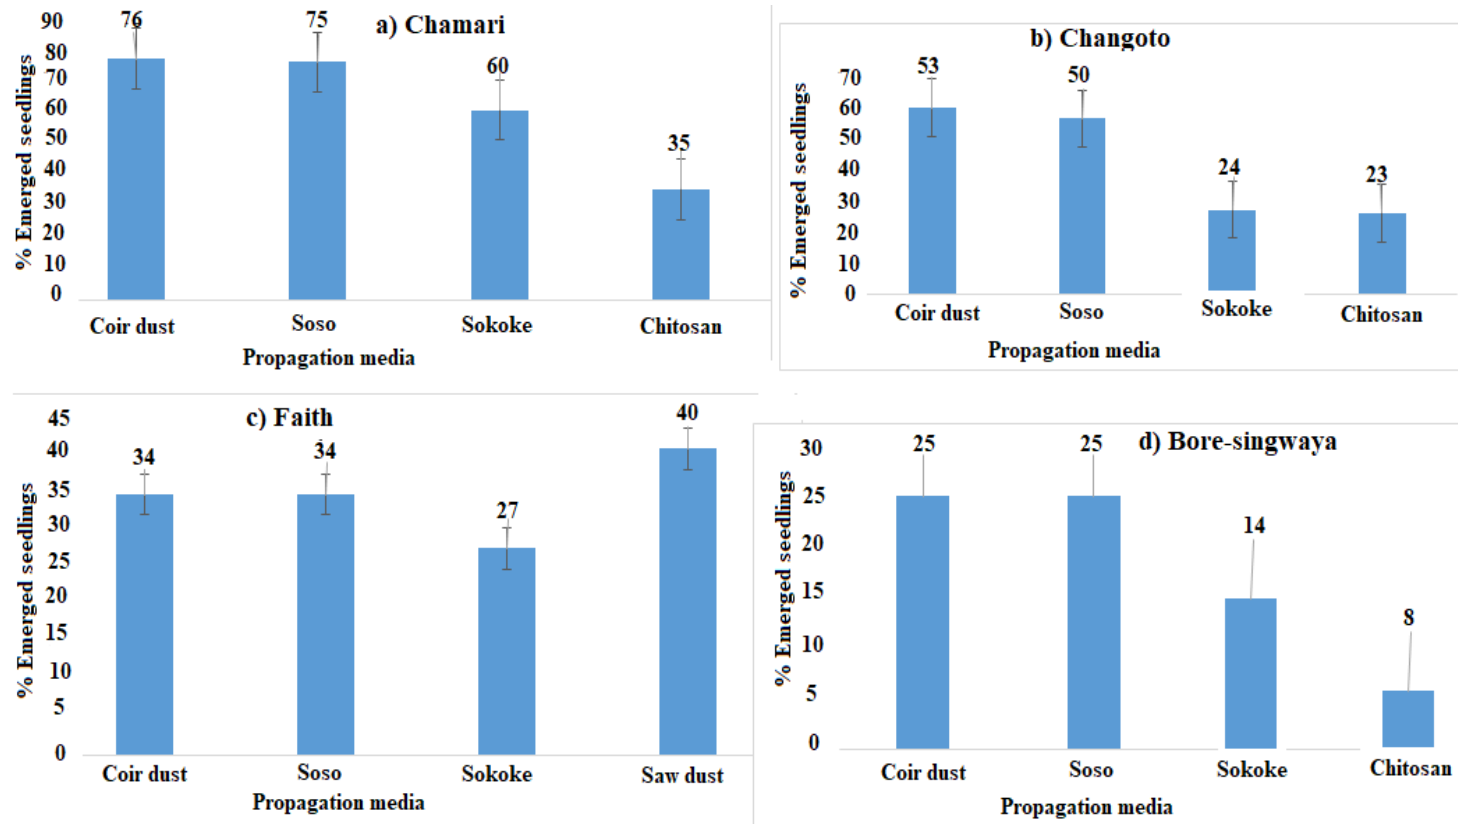 a) Chamari
% Emerged seedlings
90
80
70
60
50
40
30
20
10
0
76
75
60
35
Coir dust
Soso
Sokoke
Chitosan
Propagation media
b) Changoto
% Emerged seedlings
70
60
50
40
30
20
10
0
53
50
24
23
Coir dust
Soso
Sokoke
Chitosan
Propagation media
c) Faith
% Emerged seedlings
45
40
35
30
25
20
15
10
5
0
34
34
27
40
Coir dust
Soso
Sokoke
Saw dust
Propagation media
d) Bore-singwaya
% Emerged seedlings
30
25
20
15
10
5
0
25
25
14
8
Coir dust
Soso
Sokoke
Chitosan
Propagation media